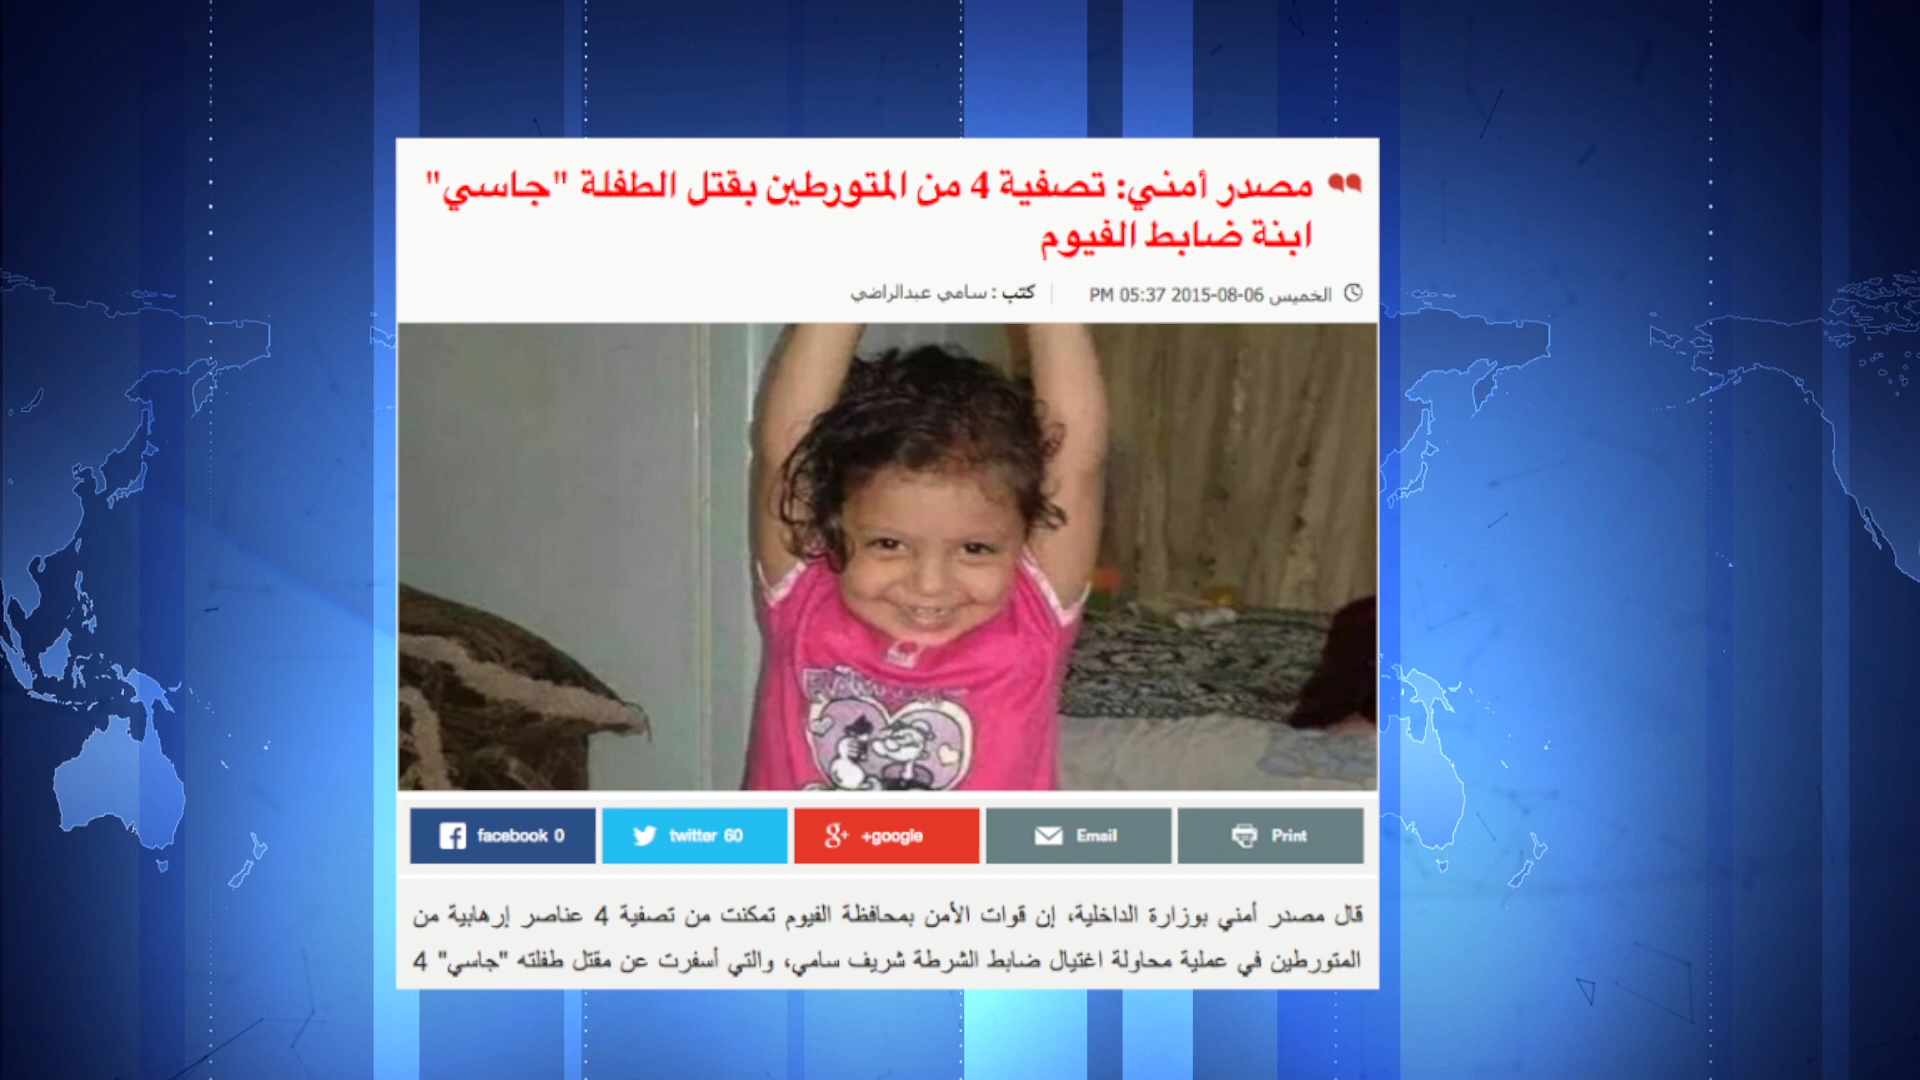 مصدر أمني: تصفية 4 من المتورطين بقتل الطفلة "جاسي"
ابنة ضابط الفيوم
الخميس 06-08-2015 05:37 PM
كتب : سامي عبدالراضي
facebook 0
twitter 60
g+ +google
Email
Print
قال مصدر أمني بوزارة الداخلية، إن قوات الأمن بمحافظة الفيوم تمكنت من تصفية 4 عناصر إرهابية من
المتورطين في عملية محاولة اغتيال ضابط الشرطة شريف سامي، والتي أسفرت عن مقتل طفلته "جاسي" 4